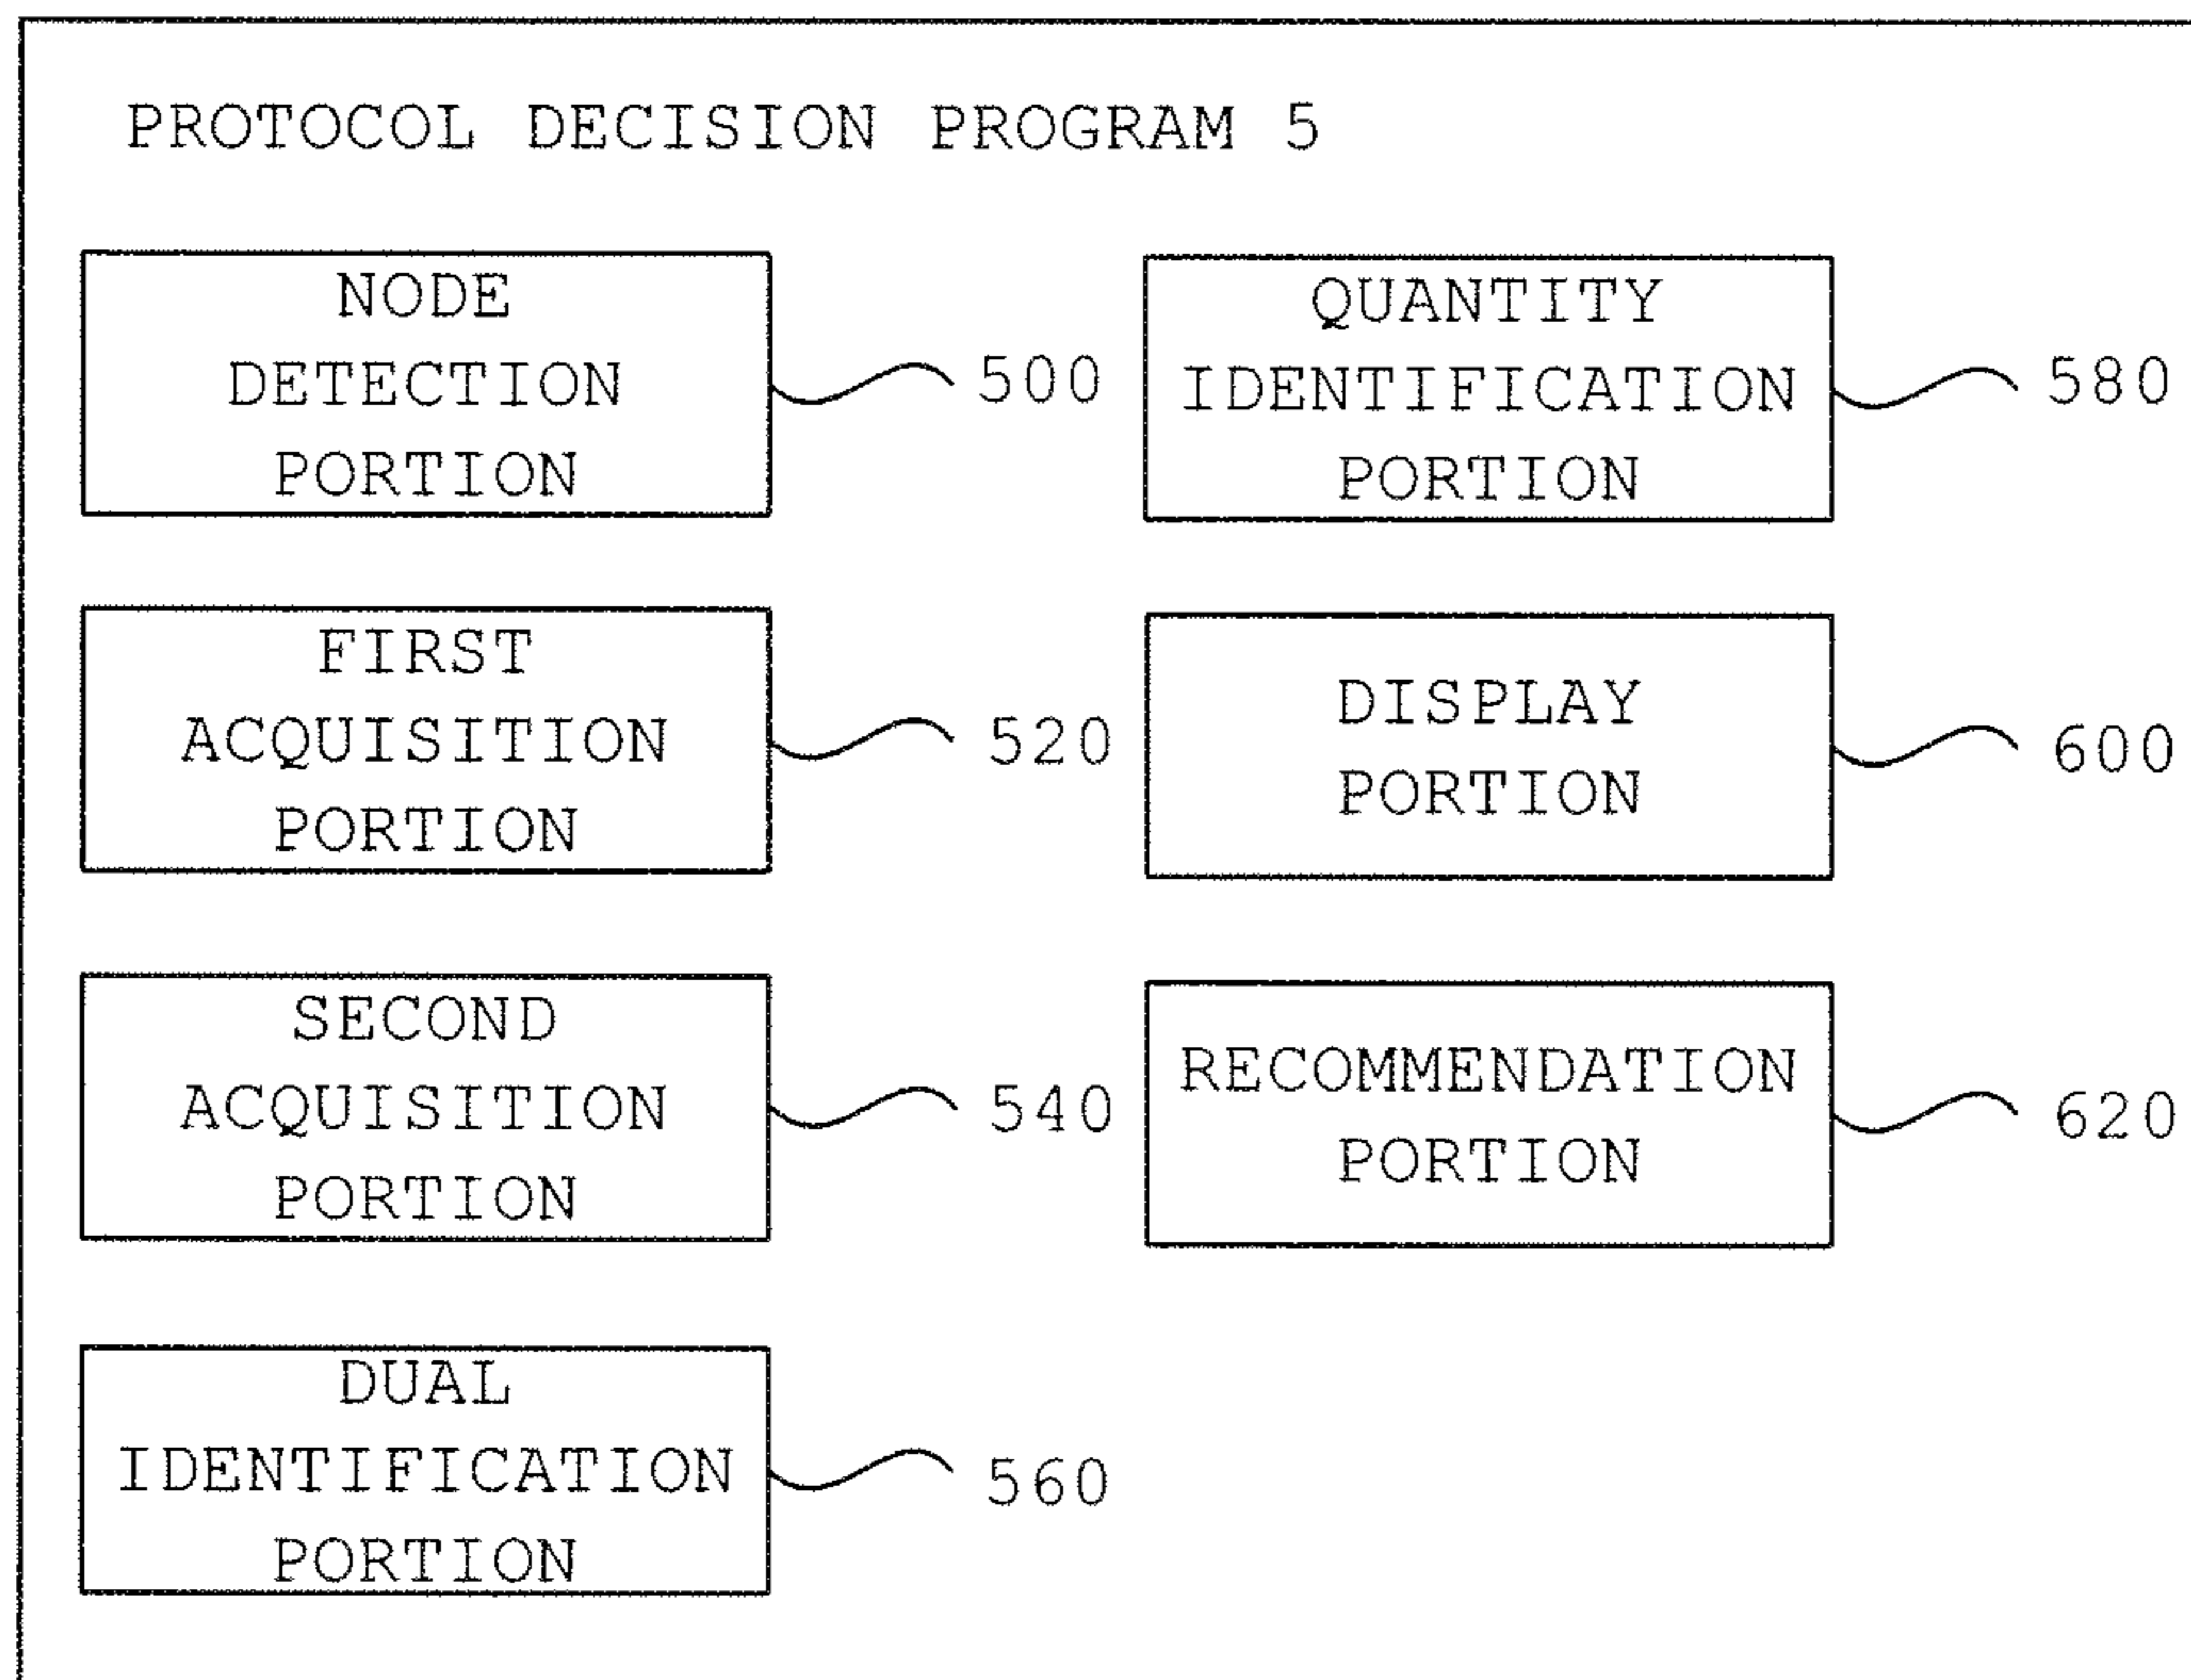 PROTOCOL DECISION PROGRAM 5
NODE
DETECTION
PORTION
500
FIRST
ACQUISITION
PORTION
520
SECOND
ACQUISITION
PORTION
540
DUAL
IDENTIFICATION
PORTION
560
QUANTITY
IDENTIFICATION
PORTION
580
DISPLAY
PORTION
600
RECOMMENDATION
PORTION
620